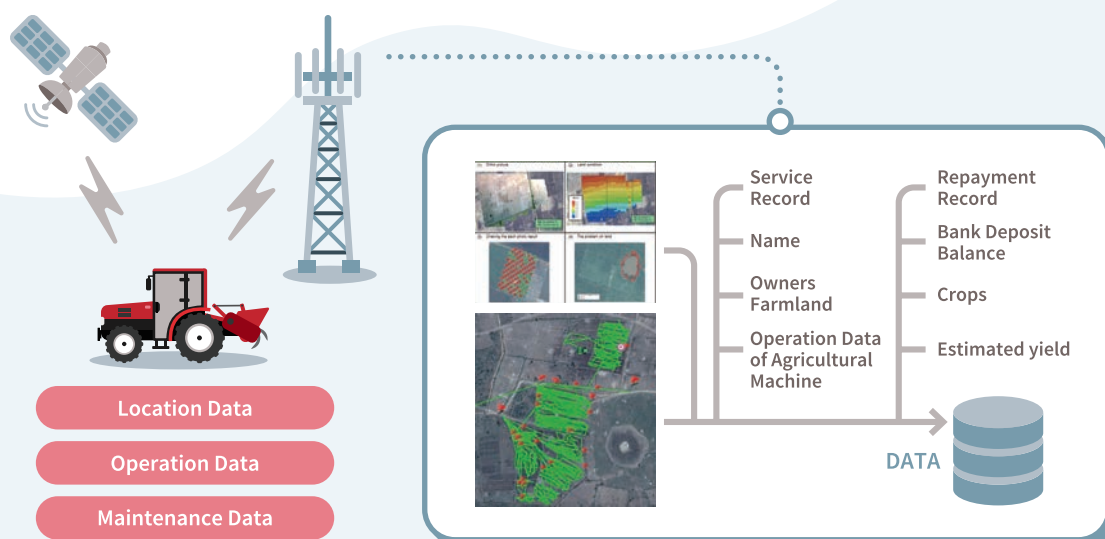 Service
Record
Name
Owners
Farmland
Operation Data
of Agricultural
Machine
Repayment
Record
Bank Deposit
Balance
Crops
Estimated yield
DATA
Location Data
Operation Data
Maintenance Data